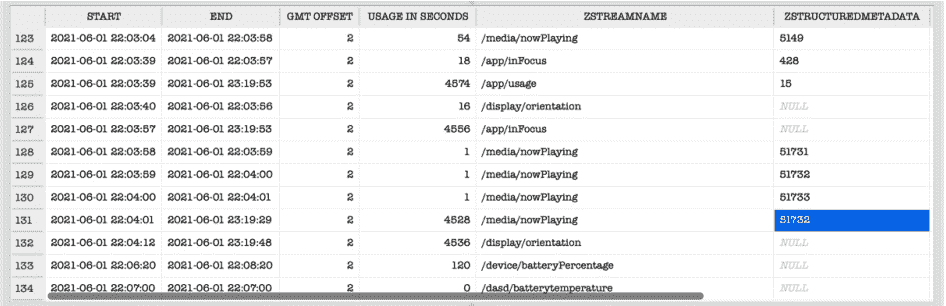 START END GMT OFFSET USAGE IN SECONDS ZSTREAMNAME ZSTRUCTUREDMETADATA
123 2021-06-01 22:03:04 2021-06-01 22:03:58 2 54 /media/nowPlaying 5149
124 2021-06-01 22:03:39 2021-06-01 22:03:57 2 18 /app/inFocus 428
125 2021-06-01 22:03:39 2021-06-01 23:19:53 2 4574 /app/usage 15
126 2021-06-01 22:03:40 2021-06-01 22:03:56 2 16 /display/orientation NULL
127 2021-06-01 22:03:57 2021-06-01 23:19:53 2 4556 /app/inFocus NULL
128 2021-06-01 22:03:58 2021-06-01 22:03:59 2 1 /media/nowPlaying 51731
129 2021-06-01 22:03:59 2021-06-01 22:04:00 2 1 /media/nowPlaying 51732
130 2021-06-01 22:04:00 2021-06-01 22:04:01 2 1 /media/nowPlaying 51733
131 2021-06-01 22:04:01 2021-06-01 23:19:29 2 4528 /media/nowPlaying 51732
132 2021-06-01 22:04:12 2021-06-01 23:19:48 2 4536 /display/orientation NULL
133 2021-06-01 22:06:20 2021-06-01 22:08:20 2 120 /device/batteryPercentage NULL
134 2021-06-01 22:07:00 2021-06-01 22:07:00 2 0 /dasd/batterytemperature NULL